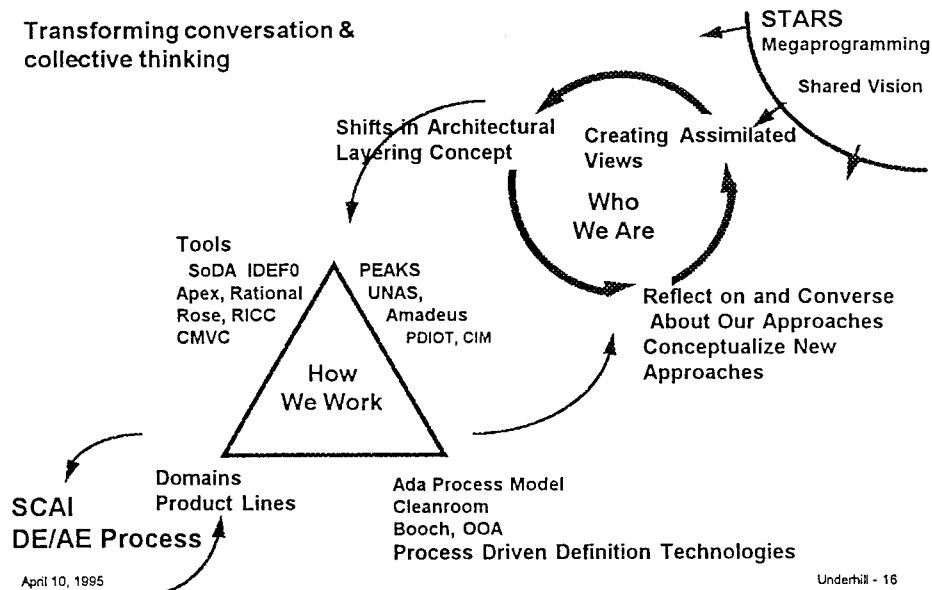 Transforming conversation &
collective thinking
STARS
Megaprogramming
Shared Vision
Shifts in Architectural
Layering Concept
Creating
Views
Assimilated
Who
We Are
Reflect on and Converse
About Our Approaches
Conceptualize New
Approaches
Tools
SoDA IDEF0
Apex, Rational
Rose, RICC
CMVC
PEAKS
UNAS,
Amadeus
PDIOT, CIM
How
We Work
Domains
Product Lines
SCAI
DE/AE Process
Ada Process Model
Cleanroom
Booch, OOA
Process Driven Definition Technologies
April 10, 1995
Underhill - 16